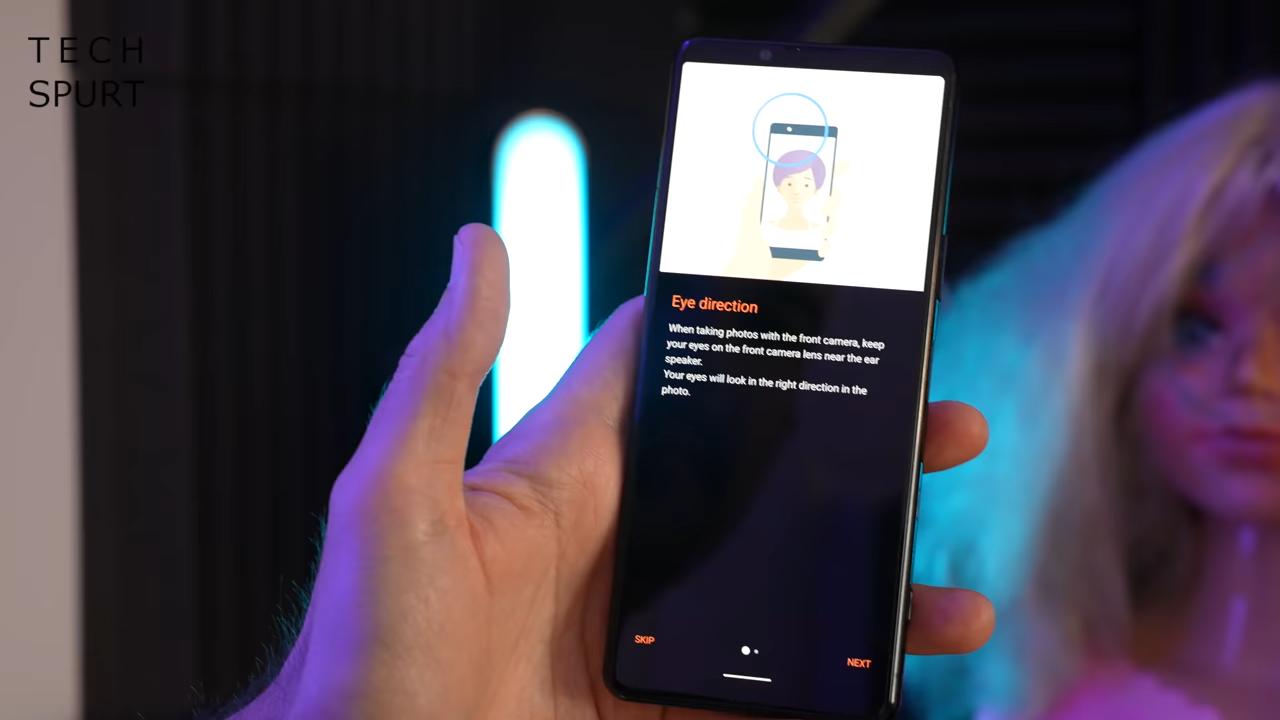 TECH
SPURT
Eye direction
When taking photos with the front camera, keep
your eyes on the front camera lens near the ear
speaker.
Your eyes will look in the right direction in the
photo.
SKIP
NEXT